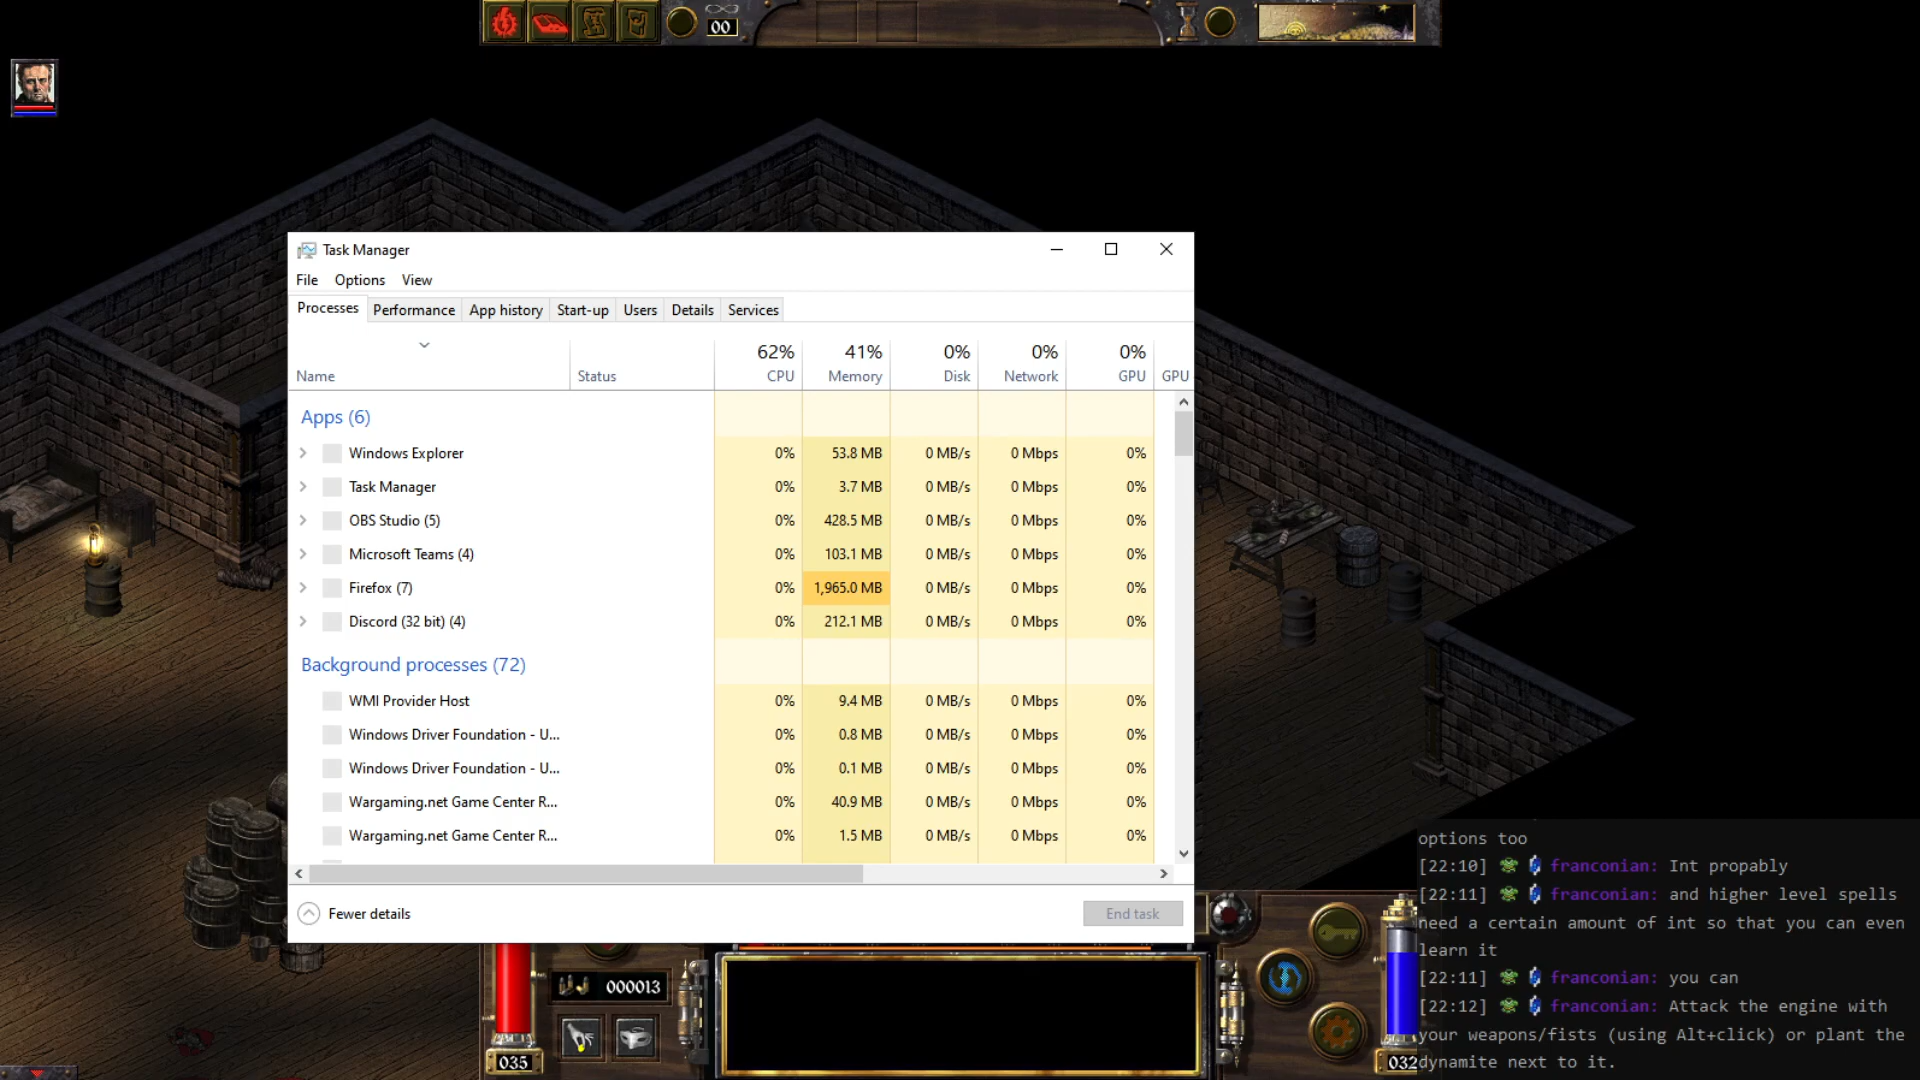 00
Task Manager
File Options View
Processes Performance App history Start-up Users Details Services
62% 41% 0% 0% 0%
Name Status CPU Memory Disk Network GPU GPU
Apps (6)
Windows Explorer 0% 53.8 MB 0 MB/s 0 Mbps 0%
Task Manager 0% 3.7 MB 0 MB/s 0 Mbps 0%
OBS Studio (5) 0% 428.5 MB 0 MB/s 0 Mbps 0%
Microsoft Teams (4) 0% 103.1 MB 0 MB/s 0 Mbps 0%
Firefox (7) 0% 1,965.0 MB 0 MB/s 0 Mbps 0%
Discord (32 bit) (4) 0% 212.1 MB 0 MB/s 0 Mbps 0%
Background processes (72)
WMI Provider Host 0% 9.4 MB 0 MB/s 0 Mbps 0%
Windows Driver Foundation - U... 0% 0.8 MB 0 MB/s 0 Mbps 0%
Windows Driver Foundation - U... 0% 0.1 MB 0 MB/s 0 Mbps 0%
Wargaming.net Game Center R... 0% 40.9 MB 0 MB/s 0 Mbps 0%
Wargaming.net Game Center R... 0% 1.5 MB 0 MB/s 0 Mbps 0%
Fewer details End task
000013
035
032
options too
[22:10] franconian: Int propably
[22:11] franconian: and higher level spells
need a certain amount of int so that you can even
learn it
[22:11] franconian: you can
[22:12] franconian: Attack the engine with
your weapons/fists (using Alt+click) or plant the
dynamite next to it.